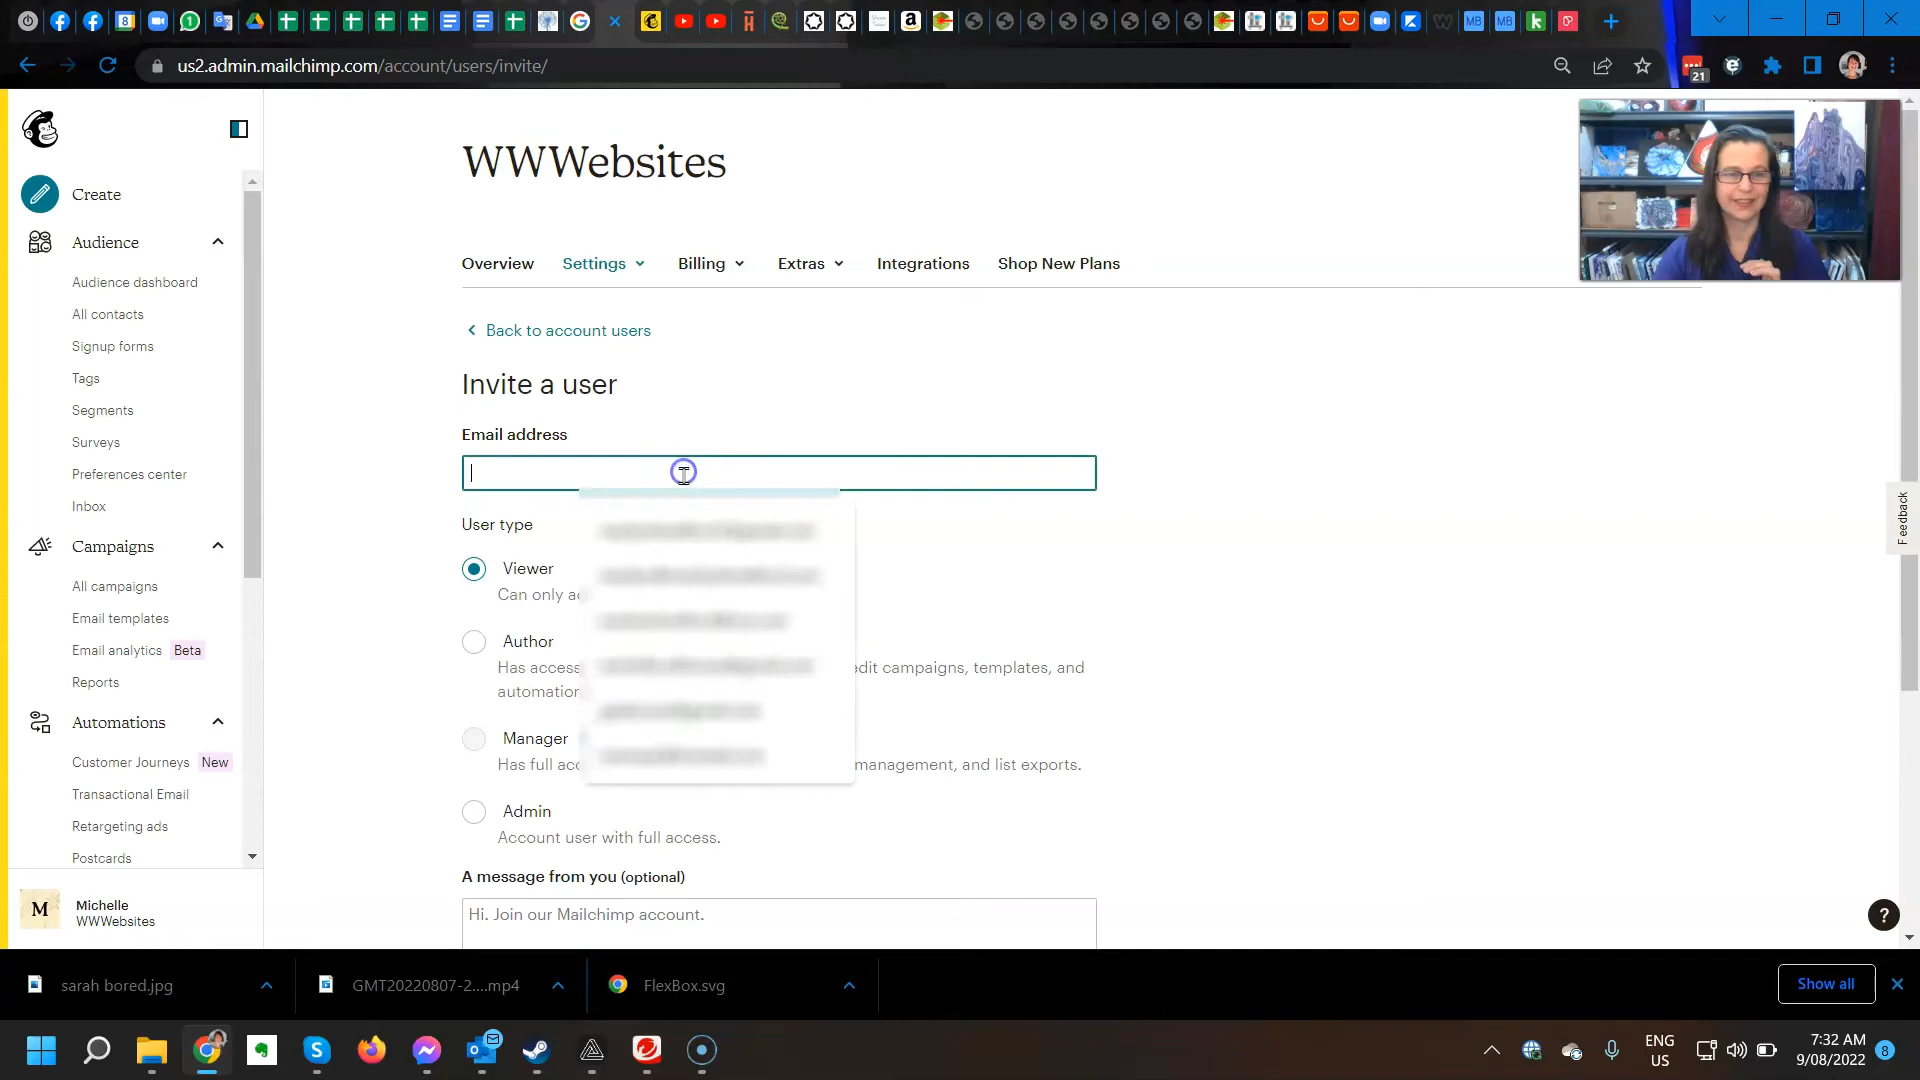 us2.admin.mailchimp.com/account/users/invite/
21
Create
Audience
Audience dashboard
All contacts
Signup forms
Tags
Segments
Surveys
Preferences center
Inbox
Campaigns
All campaigns
Email templates
Email analytics Beta
Reports
Automations
Customer Journeys New
Transactional Email
Retargeting ads
Postcards
M
Michelle
WWWebsites
WWWebsites
Overview Settings Billing Extras Integrations Shop New Plans
Back to account users
Invite a user
Email address
User type
Viewer
Can only
Author
Has access edit campaigns, templates, and
Manager
Has full management, and list exports.
Admin
Account user with full access.
A message from you (optional)
Hi. Join our Mailchimp account.
Feedback
?
sarah bored.jpg
GMT20220807-2....mp4
FlexBox.svg
Show all
ENG
US
7:32 AM
9/08/2022
8